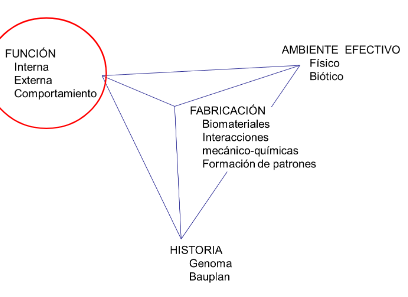 FUNCIÓN
Interna
Externa
Comportamiento
AMBIENTE EFECTIVO
Físico
Biótico
FABRICACIÓN
Biomateriales
Interacciones
mecánico-químicas
Formación de patrones
HISTORIA
Genoma
Bauplan